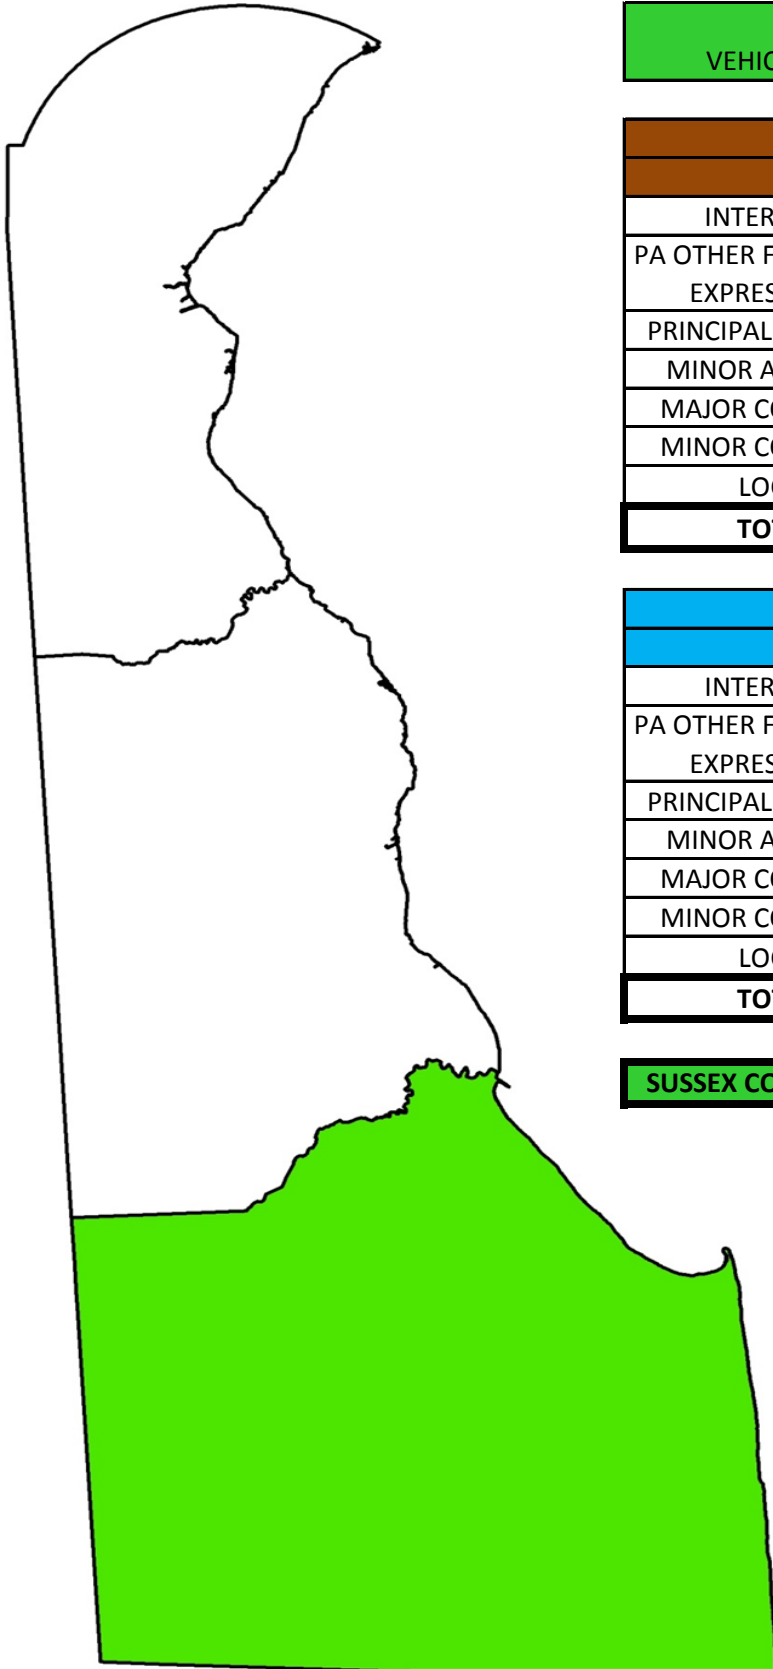 VEHIC
INTER
PA OTHER F
EXPRES
PRINCIPAL
MINOR A
MAJOR CO
MINOR CO
LOC
TOT
INTER
PA OTHER F
EXPRES
PRINCIPAL
MINOR A
MAJOR CO
MINOR CO
LOC
TOT
SUSSEX CO